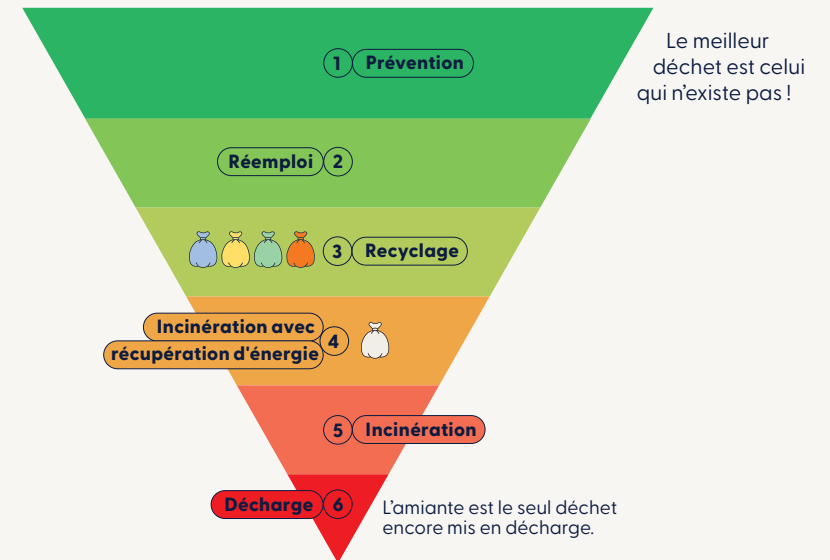 1 Prévention
Le meilleur
déchet est celui
qui n'existe pas !
Réemploi 2
3 Recyclage
Incinération avec
récupération d'énergie 4
5 Incinération
Décharge 6
L'amiante est le seul déchet
encore mis en décharge.